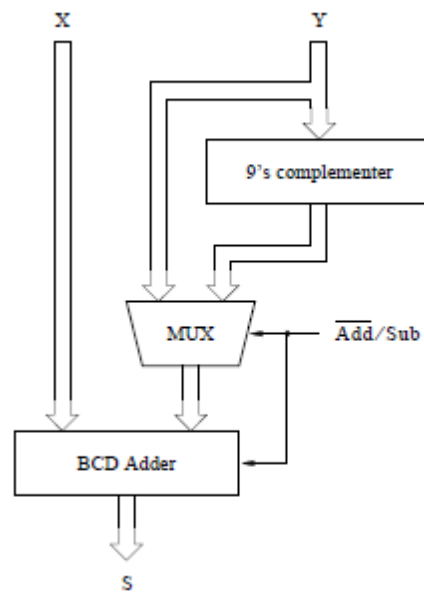 X
Y
9's complementer
MUX
Add/Sub
BCD Adder
S